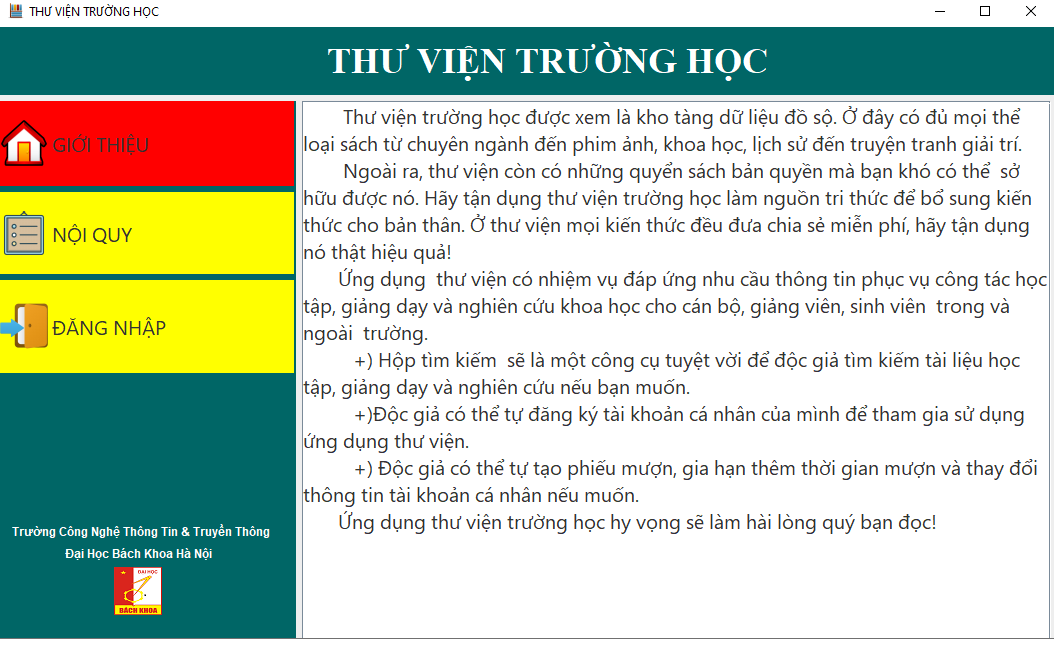 THƯ VIỆN TRƯỜNG HỌC
THƯ VIỆN TRƯỜNG HỌC
GIỚI THIỆU
NỘI QUY
ĐĂNG NHẬP
Trường Công Nghệ Thông Tin & Truyền Thông
Đại Học Bách Khoa Hà Nội
ĐẠI HỌC
BÁCH KHOA
Thư viện trường học được xem là kho tàng dữ liệu đồ sộ. Ở đây có đủ mọi thể
loại sách từ chuyên ngành đến phim ảnh, khoa học, lịch sử đến truyện tranh giải trí.
Ngoài ra, thư viện còn có những quyển sách bản quyền mà bạn khó có thể  sở
hữu được nó. Hãy tận dụng thư viện trường học làm nguồn tri thức để bổ sung kiến
thức cho bản thân. Ở thư viện mọi kiến thức đều đưa chia sẻ miễn phí, hãy tận dụng
nó thật hiệu quả!
Ứng dụng  thư viện có nhiệm vụ đáp ứng nhu cầu thông tin phục vụ công tác học
tập, giảng dạy và nghiên cứu khoa học cho cán bộ, giảng viên, sinh viên  trong và
ngoài  trường.
+) Hộp tìm kiếm  sẽ là một công cụ tuyệt vời để độc giả tìm kiếm tài liệu học
tập, giảng dạy và nghiên cứu nếu bạn muốn.
+)Độc giả có thể tự đăng ký tài khoản cá nhân của mình để tham gia sử dụng
ứng dụng thư viện.
+) Độc giả có thể tự tạo phiếu mượn, gia hạn thêm thời gian mượn và thay đổi
thông tin tài khoản cá nhân nếu muốn.
Ứng dụng thư viện trường học hy vọng sẽ làm hài lòng quý bạn đọc!